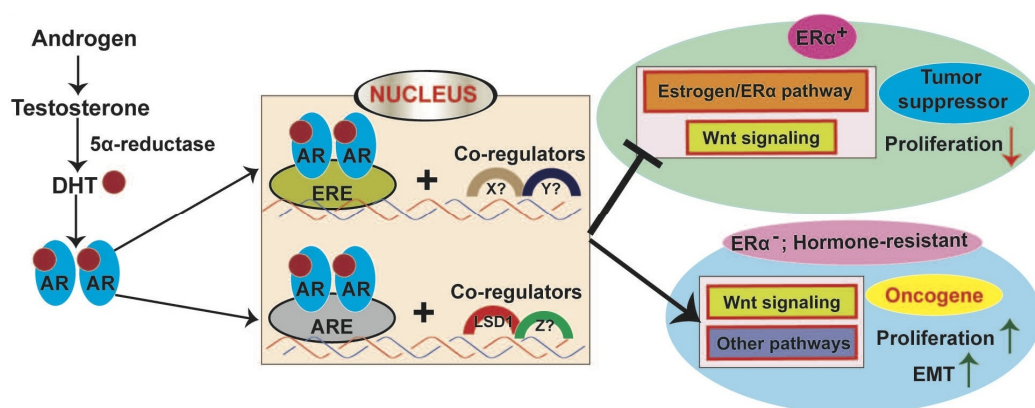 Androgen
Testosterone
5α-reductase
DHT
AR AR
NUCLEUS
AR AR
ERE
+
Co-regulators
X? Y?
AR AR
ARE
+
Co-regulators
LSD1 Z?
ERα+
Estrogen/ERα pathway
Wnt signaling
Tumor
suppressor
Proliferation
ERα-; Hormone-resistant
Wnt signaling
Other pathways
Oncogene
Proliferation
EMT